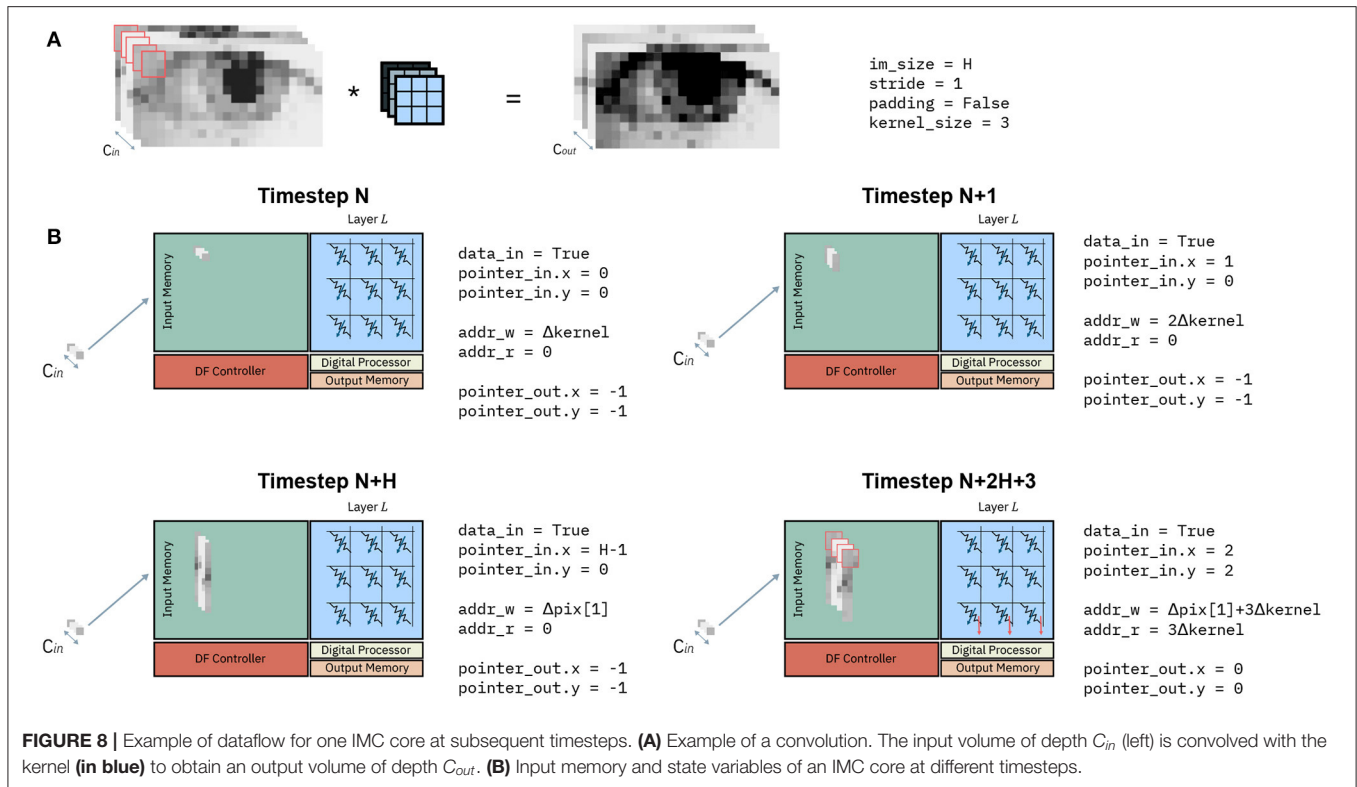 A
C_in
*
=
C_out
im_size = H
stride = 1
padding = False
kernel_size = 3
B
Timestep N
Layer L
Input Memory
C_in
DF Controller
Digital Processor
Output Memory
data_in = True
pointer_in.x = 0
pointer_in.y = 0
addr_w = Δkernel
addr_r = 0
pointer_out.x = -1
pointer_out.y = -1
Timestep N+1
Layer L
Input Memory
C_in
DF Controller
Digital Processor
Output Memory
data_in = True
pointer_in.x = 1
pointer_in.y = 0
addr_w = 2Δkernel
addr_r = 0
pointer_out.x = -1
pointer_out.y = -1
Timestep N+H
Layer L
Input Memory
C_in
DF Controller
Digital Processor
Output Memory
data_in = True
pointer_in.x = H-1
pointer_in.y = 0
addr_w = Δpix[1]
addr_r = 0
pointer_out.x = -1
pointer_out.y = -1
Timestep N+2H+3
Layer L
Input Memory
C_in
DF Controller
Digital Processor
Output Memory
data_in = True
pointer_in.x = 2
pointer_in.y = 2
addr_w = Δpix[1]+3Δkernel
addr_r = 3Δkernel
pointer_out.x = 0
pointer_out.y = 0
FIGURE 8 | Example of dataflow for one IMC core at subsequent timesteps. (A) Example of a convolution. The input volume of depth C_in (left) is convolved with the
kernel (in blue) to obtain an output volume of depth C_out. (B) Input memory and state variables of an IMC core at different timesteps.